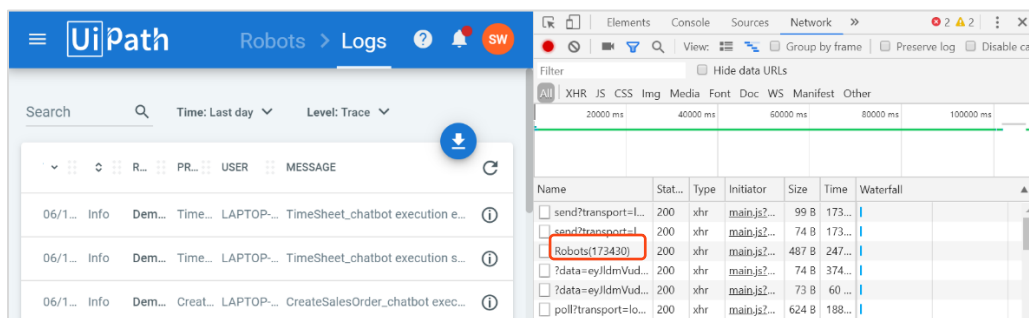 UiPath Robots > Logs ? SW
Search Time: Last day Level: Trace
R... PR... USER MESSAGE
06/1... Info Dem... Time... LAPTOP-... TimeSheet_chatbot execution e...
06/1... Info Dem... Time... LAPTOP-... TimeSheet_chatbot execution s...
06/1... Info Dem... Creat... LAPTOP-... CreateSalesOrder_chatbot exec...
Elements Console Sources Network » 2 2
View: Group by frame Preserve log Disable ca
Filter Hide data URLs
All XHR JS CSS Img Media Font Doc WS Manifest Other
20000 ms 40000 ms 60000 ms 80000 ms 100000 ms
Name Stat... Type Initiator Size Time Waterfall
send?transport=l... 200 xhr main.js?... 99 B 173...
send?transport=l... 200 xhr main.js?... 74 B 173...
Robots(173430) 200 xhr main.js?... 487 B 247...
?data=eyJldmVud... 200 xhr main.js?... 74 B 374...
?data=eyJldmVud... 200 xhr main.js?... 73 B 60 ...
poll?transport=lo... 200 xhr main.js?... 624 B 188...